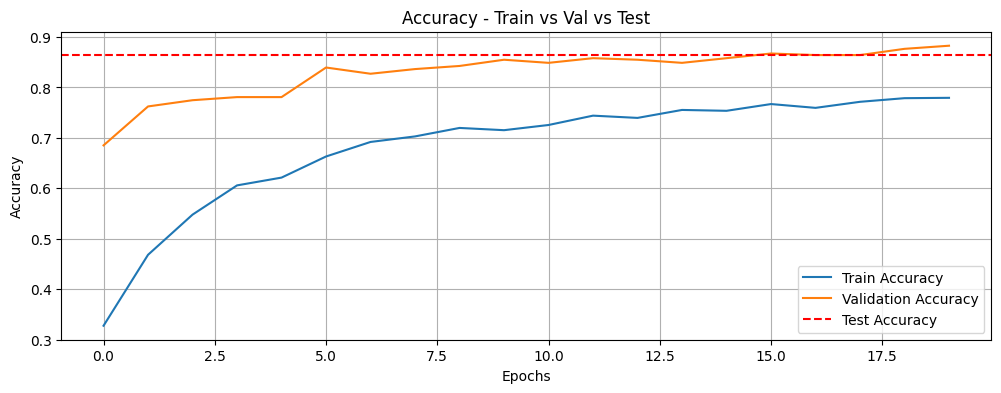 Accuracy - Train vs Val vs Test
0.9
0.8
0.7
0.6
0.5
0.4
0.3
Accuracy
0.0 2.5 5.0 7.5 10.0 12.5 15.0 17.5
Epochs
Train Accuracy
Validation Accuracy
Test Accuracy